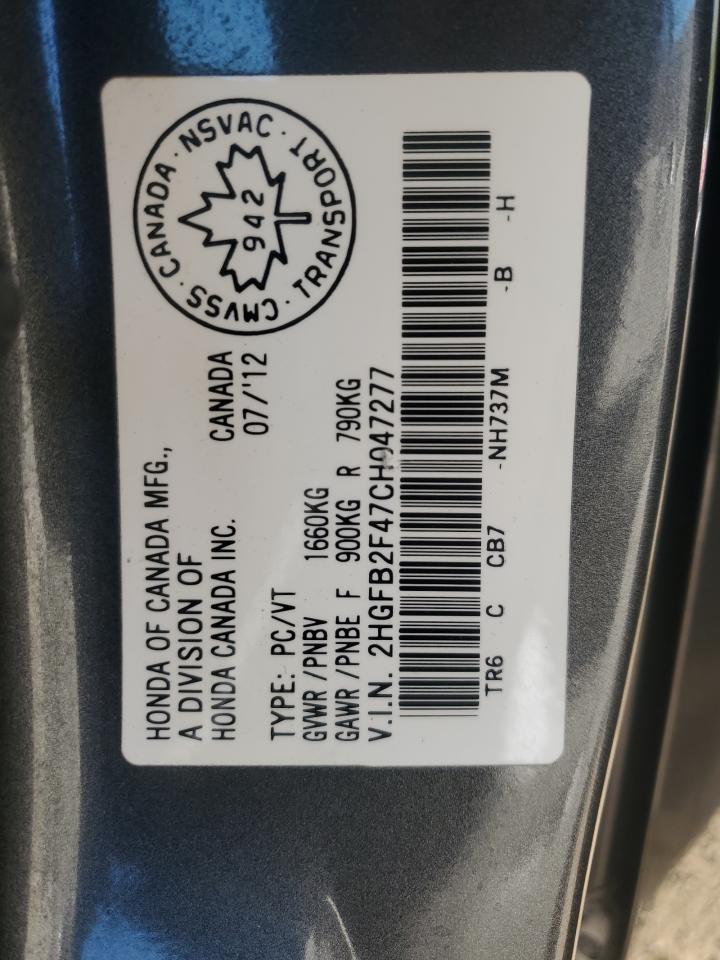 HONDA OF CANADA MFG.,
A DIVISION OF
HONDA CANADA INC.
CANADA
07/'12
CMVSS · CANADA · NSVAC · TRANSPORT ·
942
TYPE: PC/VT
GVWR /PNBV 1660KG
GAWR /PNBE F 900KG R 790KG
V.I.N. 2HGFB2F47CH047277
TR6 C CB7 -NH737M -B -H